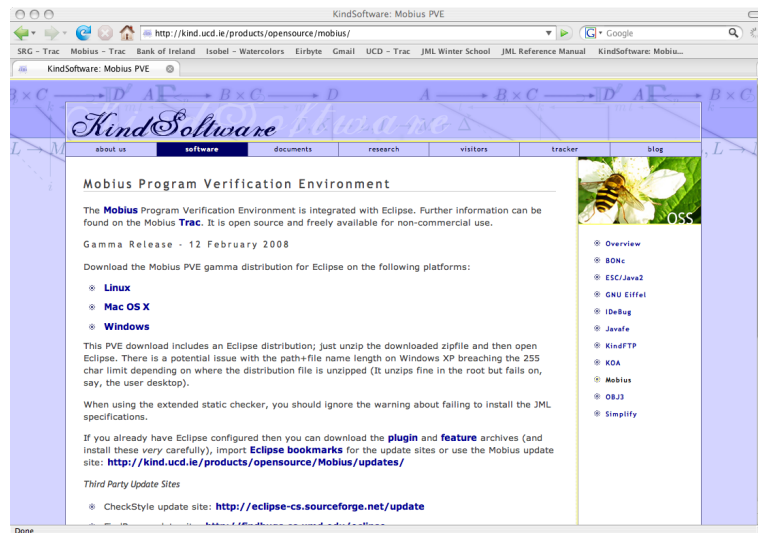 KindSoftware: Mobius PVE
http://kind.ucd.ie/products/opensource/mobius/
Google
SRG – Trac Mobius – Trac Bank of Ireland Isobel – Watercolors Eirbyte Gmail UCD – Trac JML Winter School JML Reference Manual KindSoftware: Mobiu...
KindSoftware: Mobius PVE
KindSoftware
about us software documents research visitors tracker blog
Mobius Program Verification Environment
The Mobius Program Verification Environment is integrated with Eclipse. Further information can be
found on the Mobius Trac. It is open source and freely available for non-commercial use.
Gamma Release - 12 February 2008
Download the Mobius PVE gamma distribution for Eclipse on the following platforms:
Linux
Mac OS X
Windows
This PVE download includes an Eclipse distribution; just unzip the downloaded zipfile and then open
Eclipse. There is a potential issue with the path+file name length on Windows XP breaching the 255
char limit depending on where the distribution file is unzipped (It unzips fine in the root but fails on,
say, the user desktop).
When using the extended static checker, you should ignore the warning about failing to install the JML
specifications.
If you already have Eclipse configured then you can download the plugin and feature archives (and
install these very carefully), import Eclipse bookmarks for the update sites or use the Mobius update
site: http://kind.ucd.ie/products/opensource/Mobius/updates/
Third Party Update Sites
CheckStyle update site: http://eclipse-cs.sourceforge.net/update
OSS
Overview
BONc
ESC/Java2
GNU Eiffel
IDeBug
Javafe
KindFTP
KOA
Mobius
OBJ3
Simplify
Done